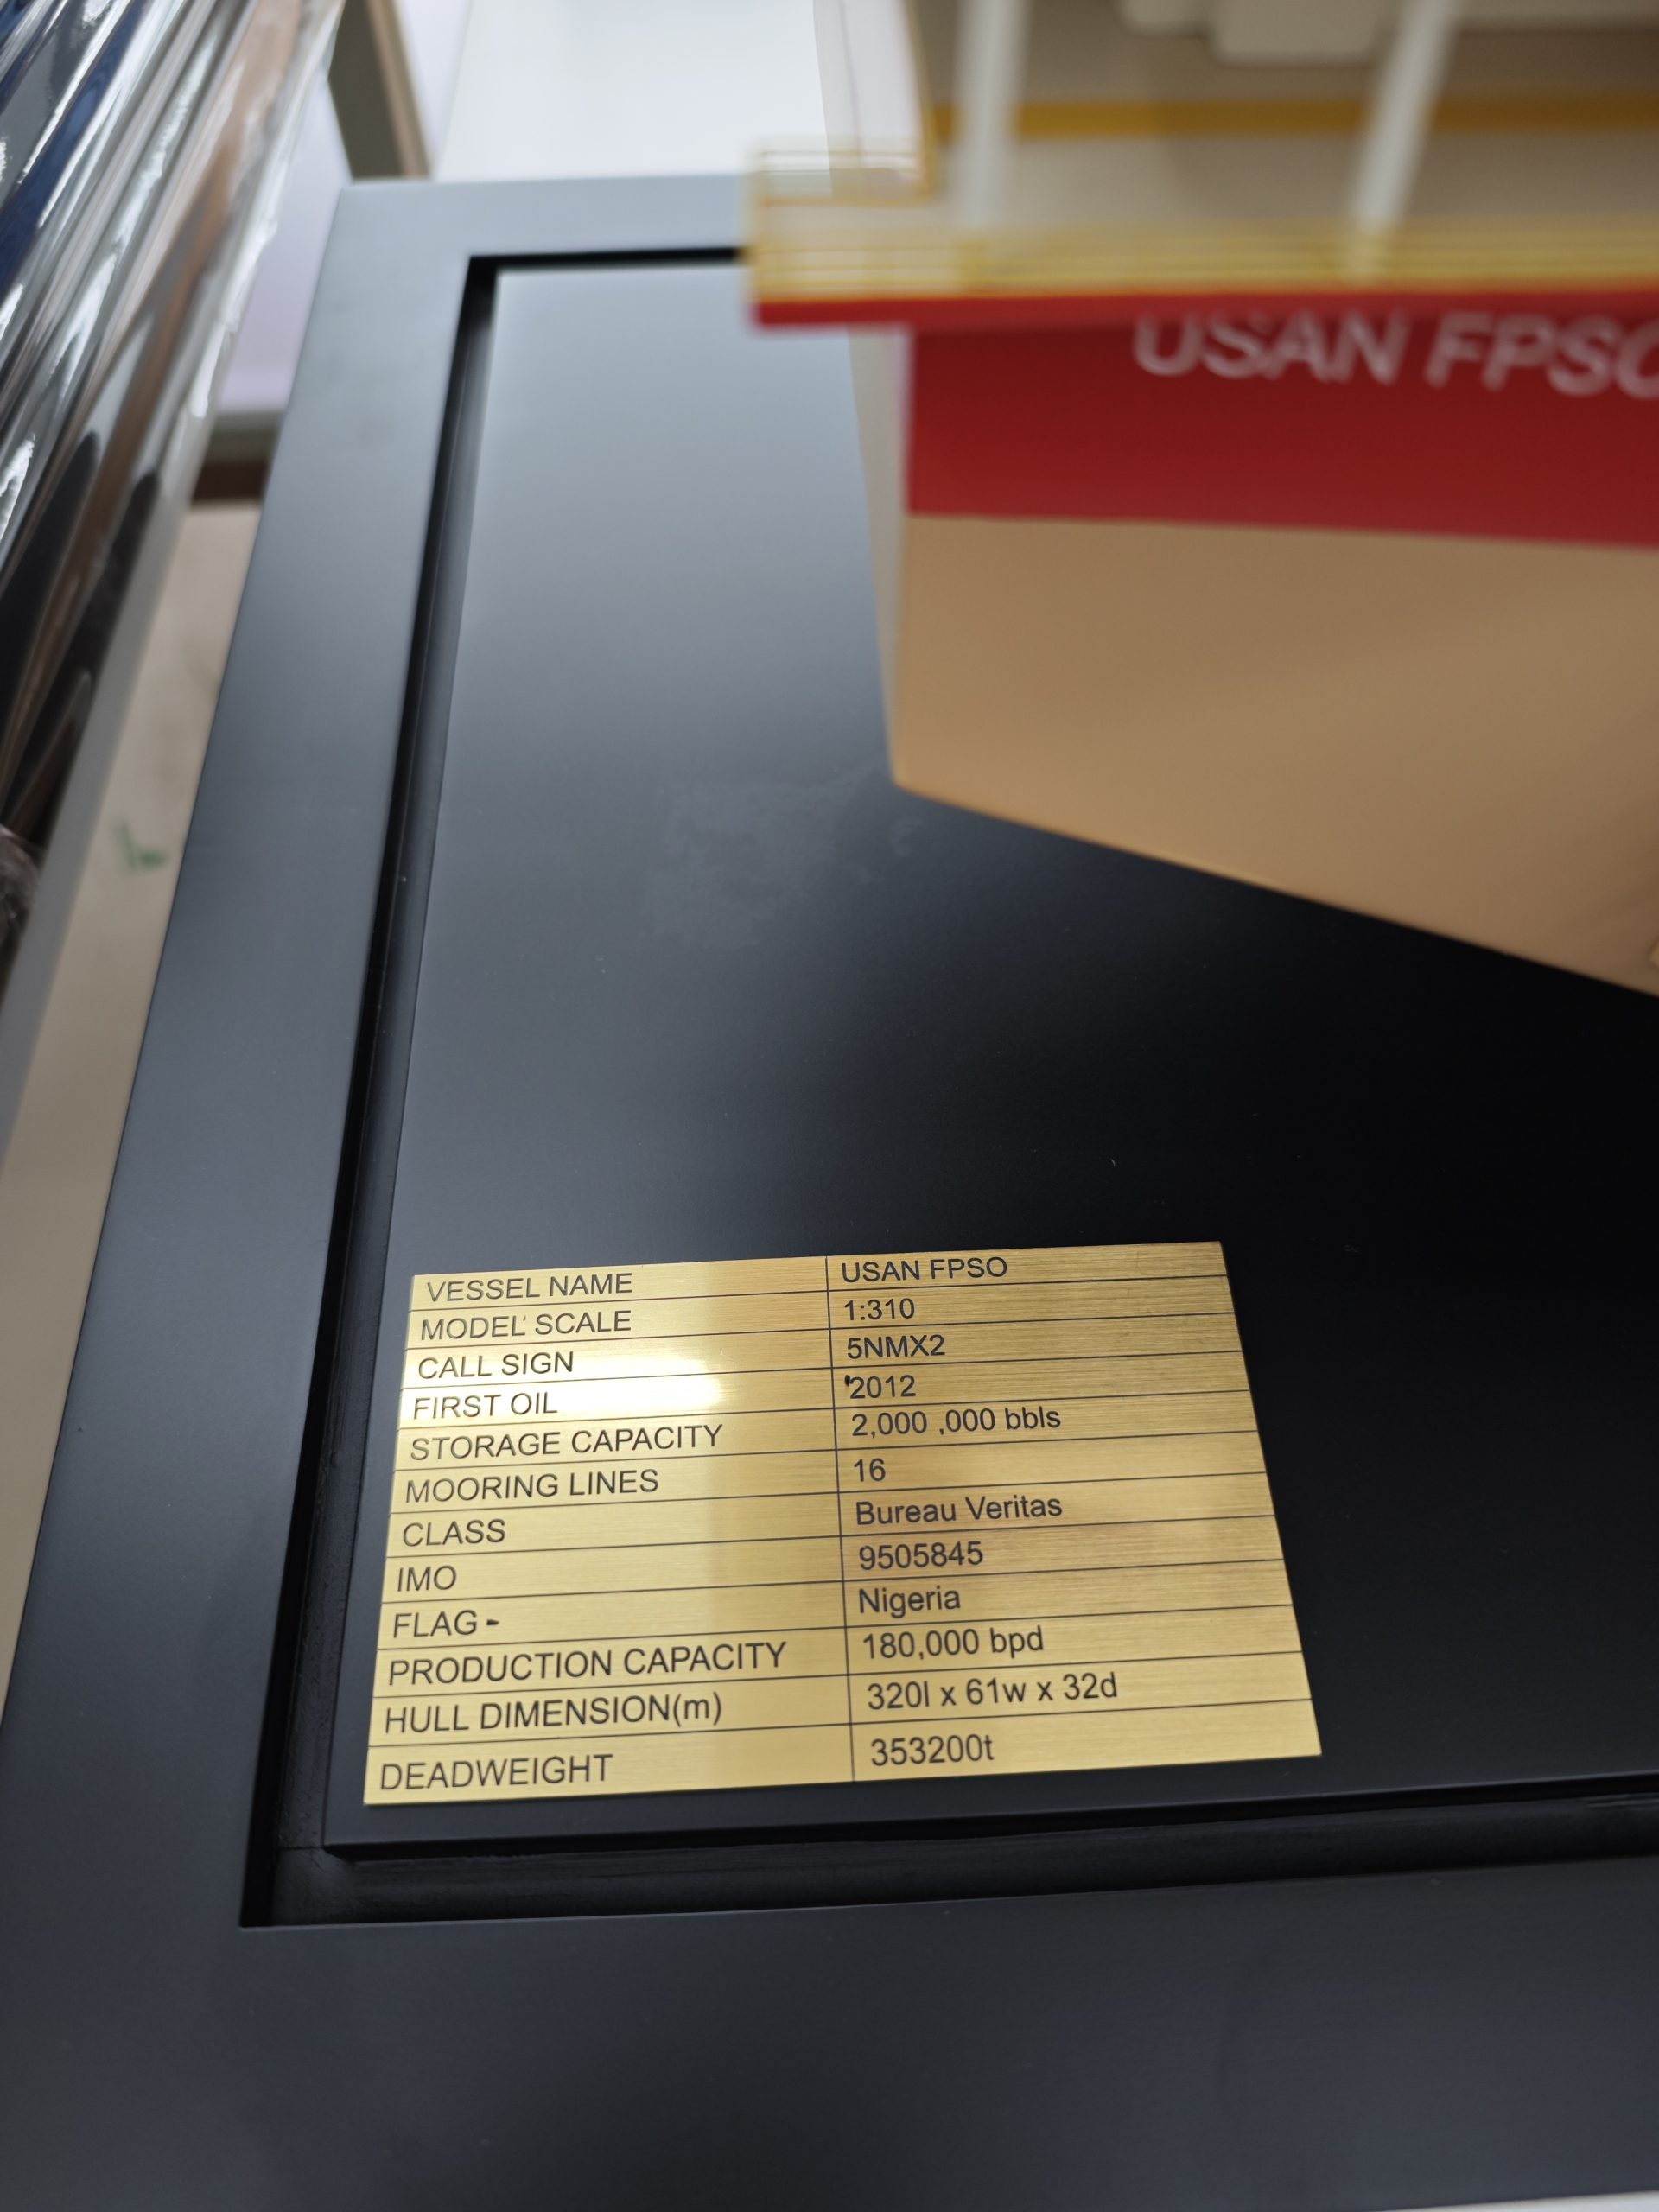 USAN FPSO
VESSEL NAME USAN FPSO
MODEL SCALE 1:310
CALL SIGN 5NMX2
FIRST OIL '2012
STORAGE CAPACITY 2,000 ,000 bbls
MOORING LINES 16
CLASS Bureau Veritas
IMO 9505845
FLAG - Nigeria
PRODUCTION CAPACITY 180,000 bpd
HULL DIMENSION(m) 320l x 61w x 32d
DEADWEIGHT 353200t